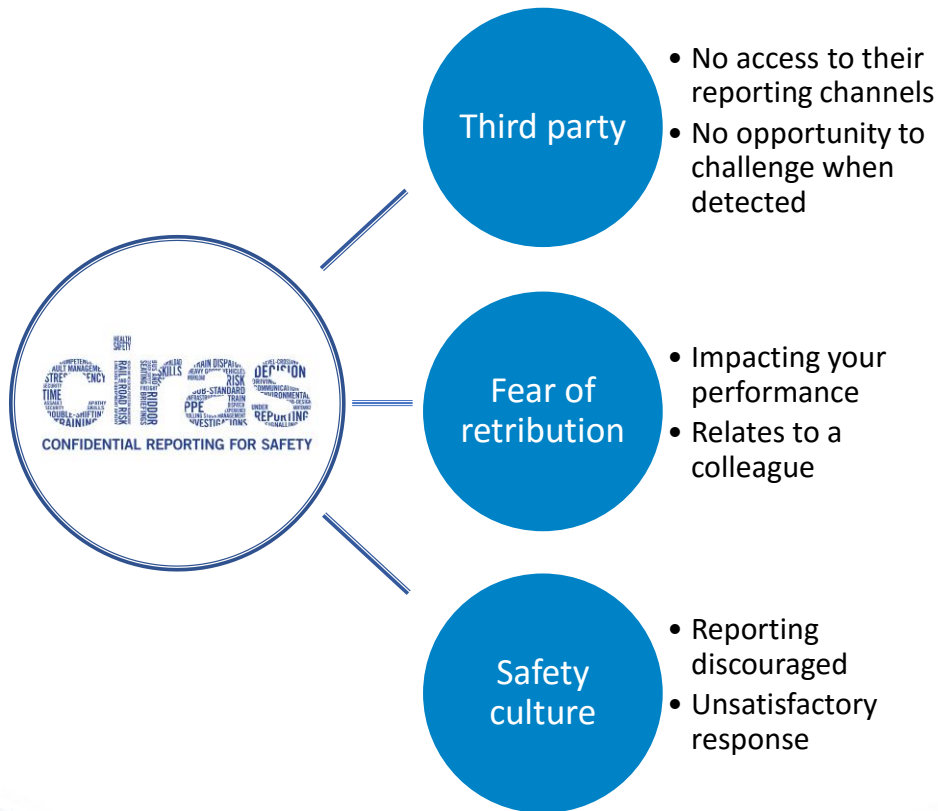 Third party
• No access to their
reporting channels
• No opportunity to
challenge when
detected
ciras
CONFIDENTIAL REPORTING FOR SAFETY
Fear of
retribution
• Impacting your
performance
• Relates to a
colleague
Safety
culture
• Reporting
discouraged
• Unsatisfactory
response